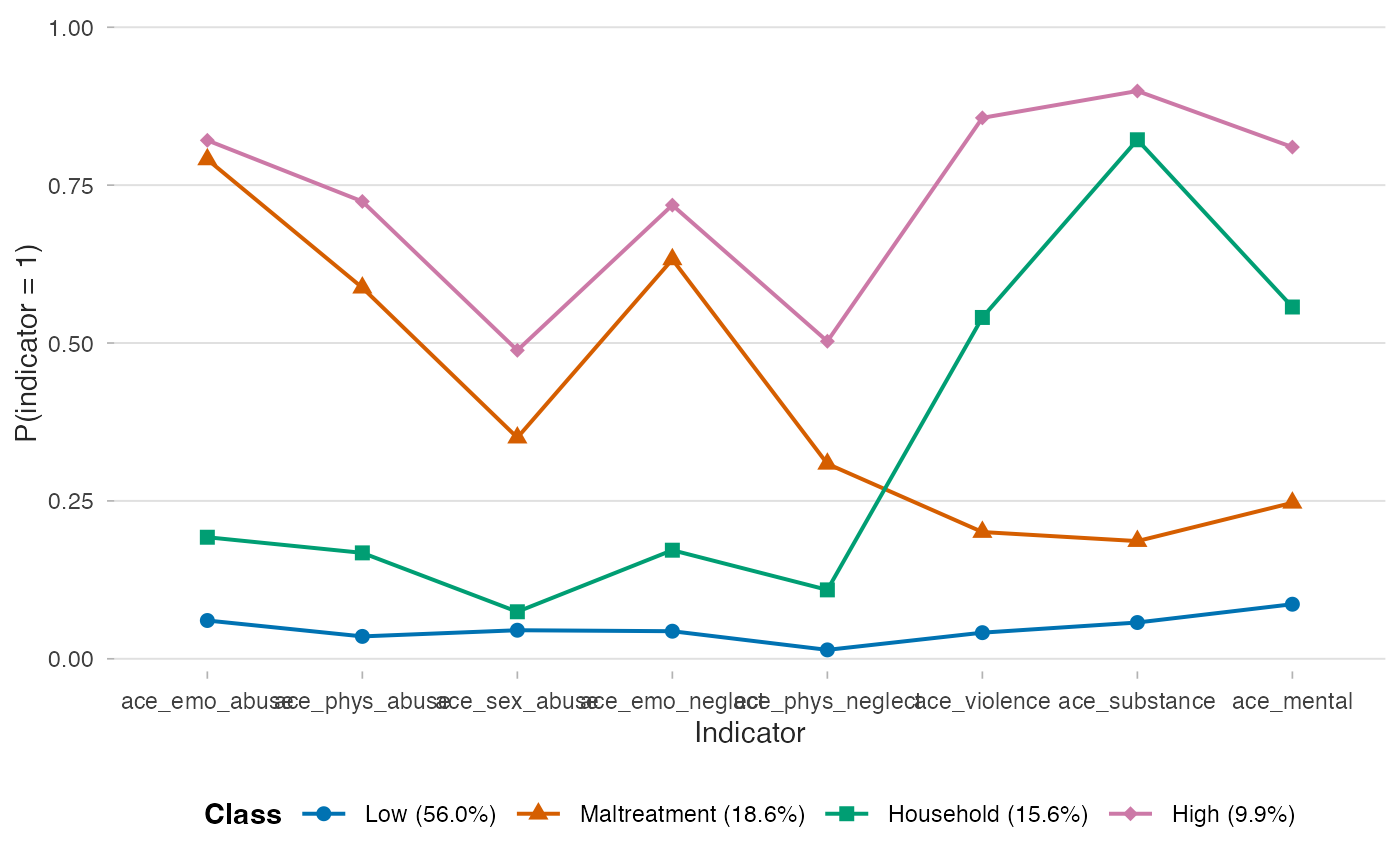 1.00
0.75
0.50
0.25
0.00
P(indicator = 1)
ace_emo_abuse ace_phys_abuse ace_sex_abuse ace_emo_neglect ace_phys_neglect ace_violence ace_substance ace_mental
Indicator
Class Low (56.0%) Maltreatment (18.6%) Household (15.6%) High (9.9%)